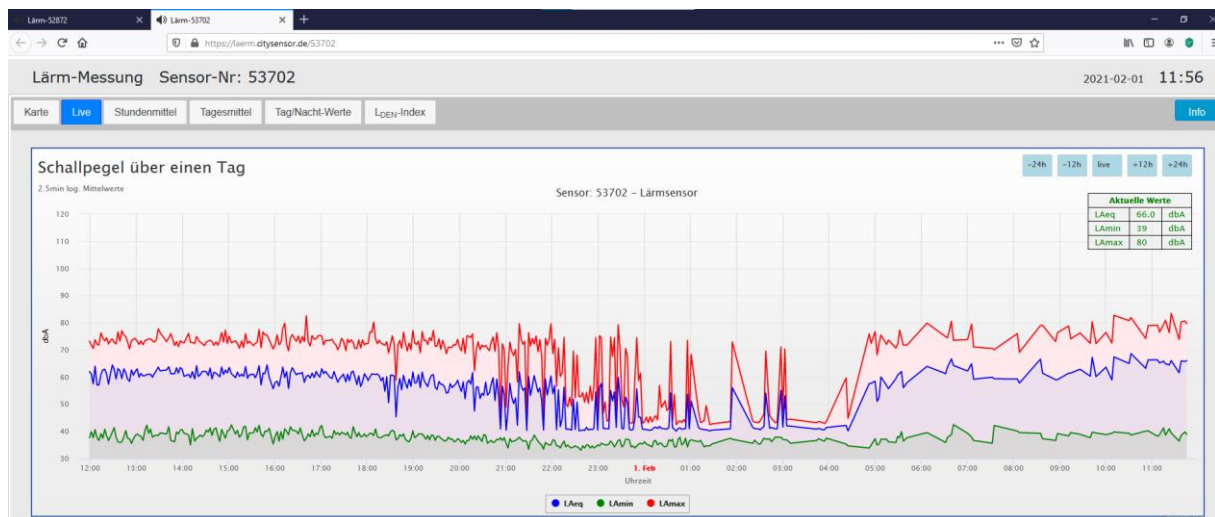 Lärm-52872 Lärm-53702
https://laerm.citysensor.de/53702
Lärm-Messung Sensor-Nr: 53702 2021-02-01 11:56
Karte Live Stundenmittel Tagesmittel Tag/Nacht-Werte LDEN-Index Info
Schallpegel über einen Tag
-24h -12h live +12h +24h
2.5min log. Mittelwerte
Sensor: 53702 - Lärmsensor
Aktuelle Werte
LAeq 66.0 dbA
LAmin 39 dbA
LAmax 80 dbA
120
110
100
90
80
70
60
50
40
30
dbA
12:00 13:00 14:00 15:00 16:00 17:00 18:00 19:00 20:00 21:00 22:00 23:00 1. Feb 01:00 02:00 03:00 04:00 05:00 06:00 07:00 08:00 09:00 10:00 11:00
Uhrzeit
LAeq LAmin LAmax